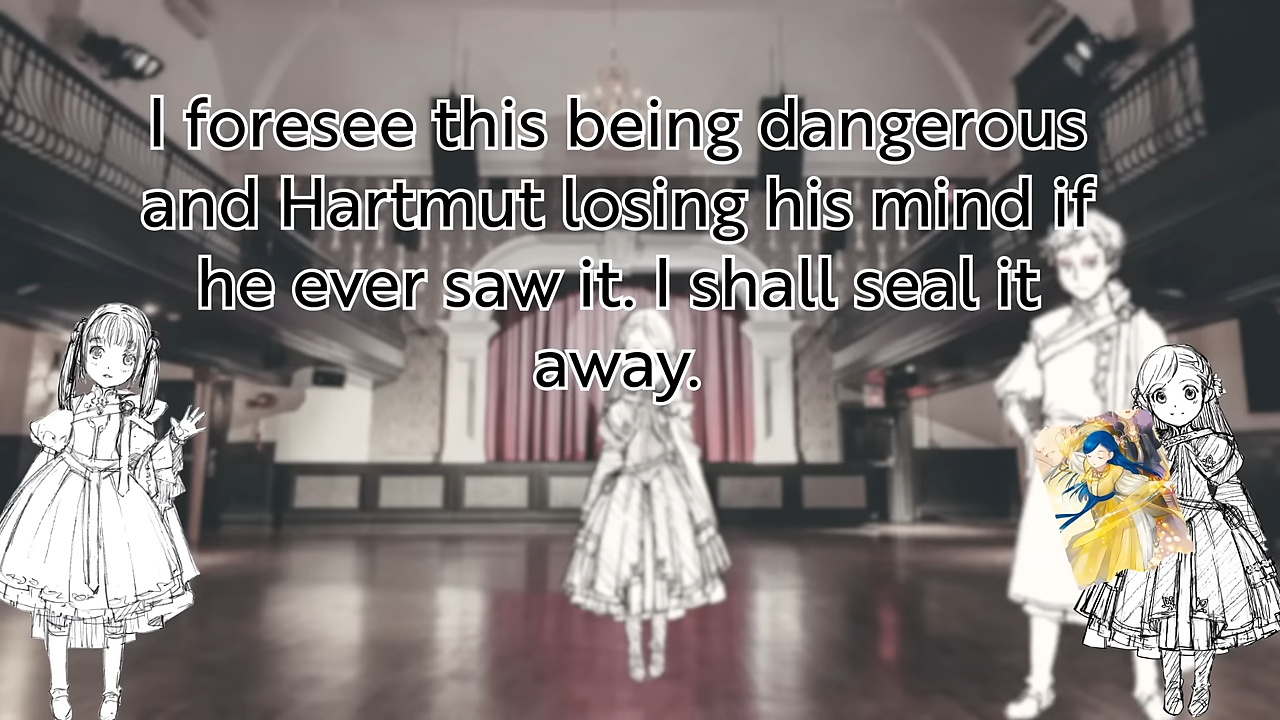 I foresee this being dangerous
and Hartmut losing his mind if
he ever saw it. I shall seal it
away.